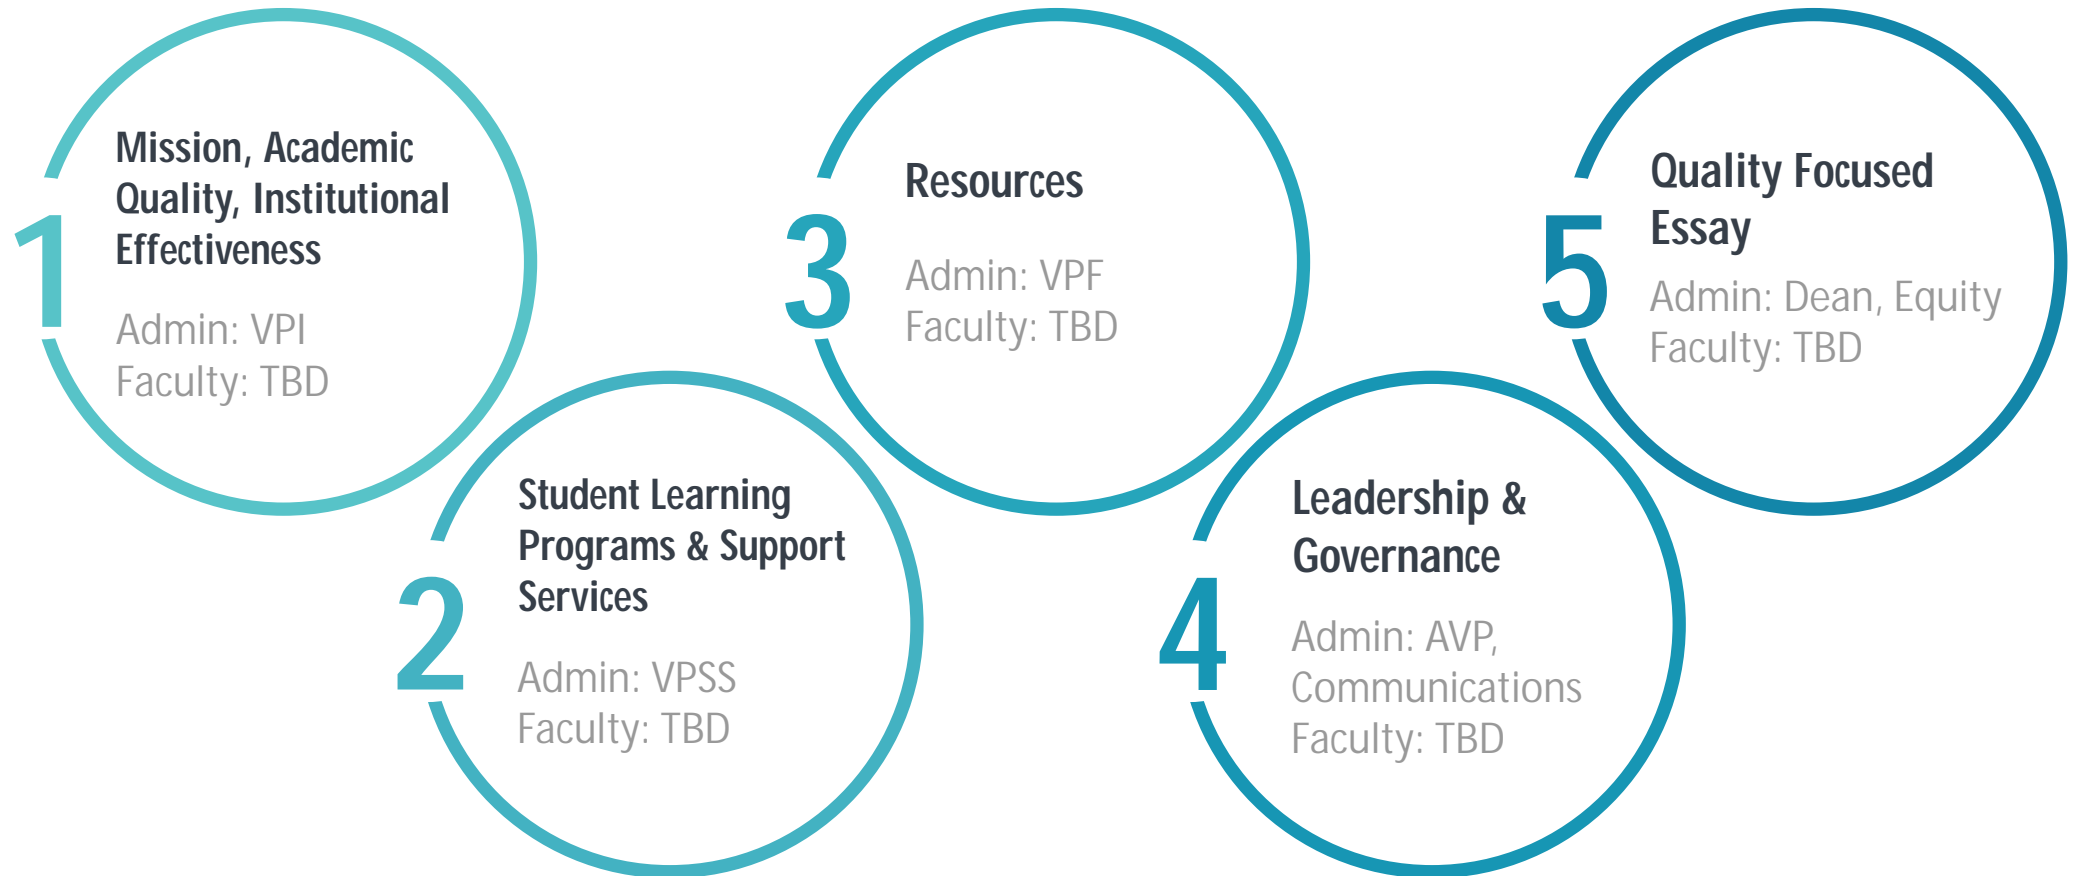 1
Mission, Academic
Quality, Institutional
Effectiveness
Admin: VPI
Faculty: TBD
2
Student Learning
Programs & Support
Services
Admin: VPSS
Faculty: TBD
3
Resources
Admin: VPF
Faculty: TBD
4
Leadership &
Governance
Admin: AVP,
Communications
Faculty: TBD
5
Quality Focused
Essay
Admin: Dean, Equity
Faculty: TBD